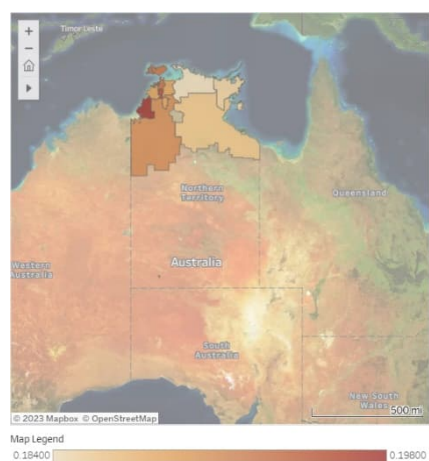 Timor-Leste
+
−
Northern
Territory
Queensland
Western
Australia
Australia
South
Australia
New South
Wales
500 mi
© 2023 Mapbox © OpenStreetMap
Map Legend
0.18400 0.19800